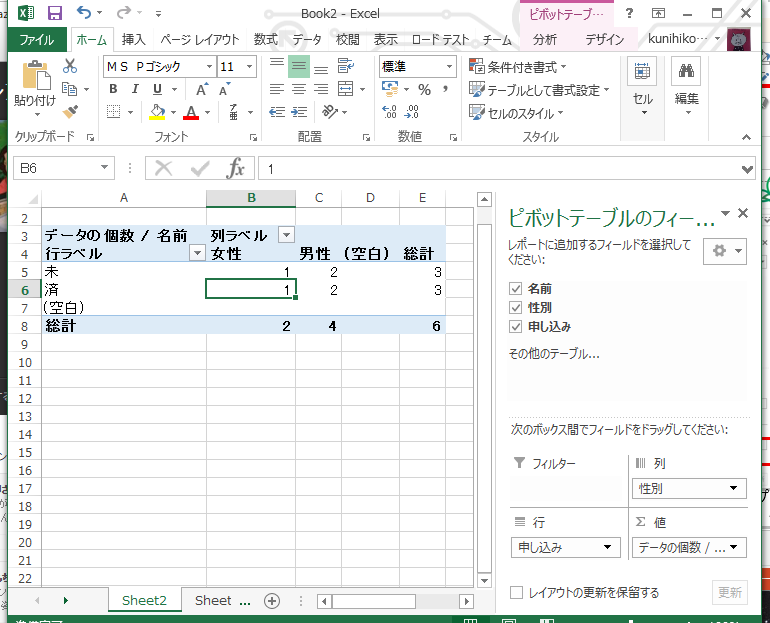 Book2 - Excel
ピボットテーブ…
?
ファイル ホーム 挿入 ページ レイアウト 数式 データ 校閲 表示 ロード テスト チーム 分析 デザイン kunihiko…
貼り付け
ＭＳ Ｐゴシック 11
B I U
標準
%
条件付き書式
テーブルとして書式設定
セルのスタイル
セル
編集
クリップボード フォント 配置 数値 スタイル
B6 fx 1
A B C D E
2
3 データの個数 / 名前 列ラベル
4 行ラベル 女性 男性 (空白) 総計
5 未 1 2 3
6 済 1 2 3
7 (空白)
8 総計 2 4 6
9
10
11
12
13
14
15
16
17
18
19
20
21
22
Sheet2 Sheet ...
ピボットテーブルのフィー…
レポートに追加するフィールドを選択して
ください:
名前
性別
申し込み
その他のテーブル...
次のボックス間でフィールドをドラッグしてください:
フィルター
列
性別
行
Σ 値
申し込み
データの個数 / ...
レイアウトの更新を保留する
更新